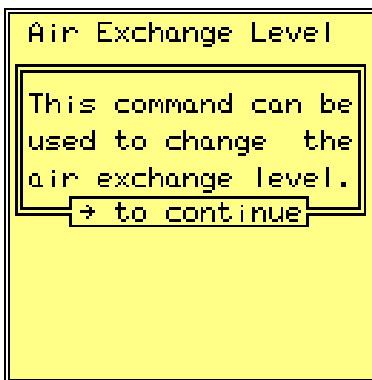 Air Exchange Level
This command can be
used to change the
air exchange level.
→ to continue